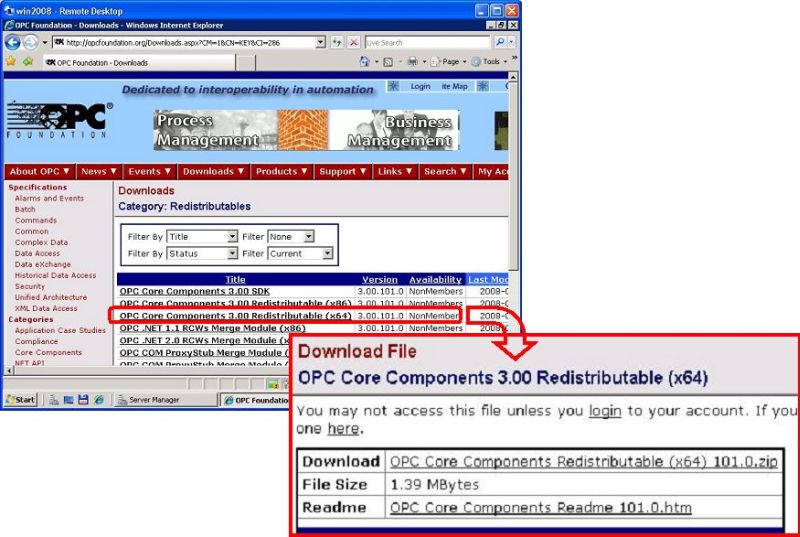 win2008 - Remote Desktop
OPC Foundation - Downloads - Windows Internet Explorer
http://opcfoundation.org/Downloads.aspx?CM=1&CN=KEY&CI=286
Live Search
OPC Foundation - Downloads
Page
Tools
Dedicated to interoperability in automation
Login
ite Map
OPC
FOUNDATION
Process Management
Business Management
About OPC News Events Downloads Products Support Links Search My Acc
Specifications
Alarms and Events
Batch
Commands
Common
Complex Data
Data Access
Data eXchange
Historical Data Access
Security
Unified Architecture
XML Data Access
Categories
Application Case Studies
Compliance
Core Components
.NET API
Downloads
Category: Redistributables
Filter By Title Filter None
Filter By Status Filter Current
Title Version Availability Last Mod
OPC Core Components 3.00 SDK 3.00.101.0 NonMembers 2008-0
OPC Core Components 3.00 Redistributable (x86) 3.00.101.0 NonMembers 2008-0
OPC Core Components 3.00 Redistributable (x64) 3.00.101.0 NonMember 2008-0
OPC .NET 1.1 RCWs Merge Module (x86) 3.00.101.0 NonMembers 2008-
OPC .NET 2.0 RCWs Merge Module (x
OPC COM ProxyStub Merge Module (
OPC COM ProxyStub Merge Module (
Start
Server Manager
OPC Foundatio
Download File
OPC Core Components 3.00 Redistributable (x64)
You may not access this file unless you login to your account. If you
one here.
Download OPC Core Components Redistributable (x64) 101.0.zip
File Size 1.39 MBytes
Readme OPC Core Components Readme 101.0.htm